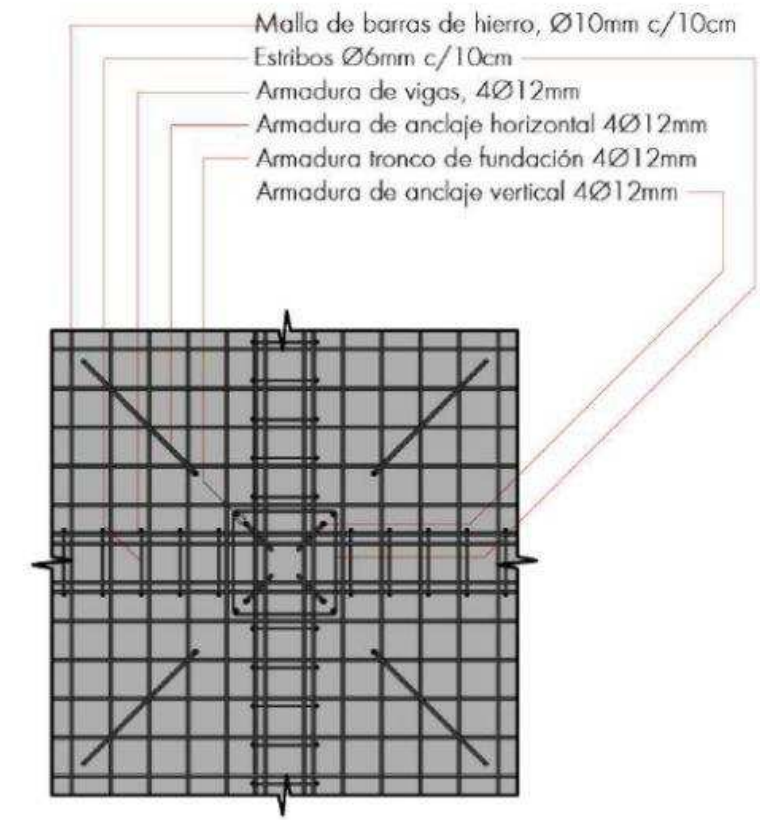 Malla de barras de hierro, Ø10mm c/10cm
Estribos Ø6mm c/10cm
Armadura de vigas, 4Ø12mm
Armadura de anclaje horizontal 4Ø12mm
Armadura tronco de fundación 4Ø12mm
Armadura de anclaje vertical 4Ø12mm